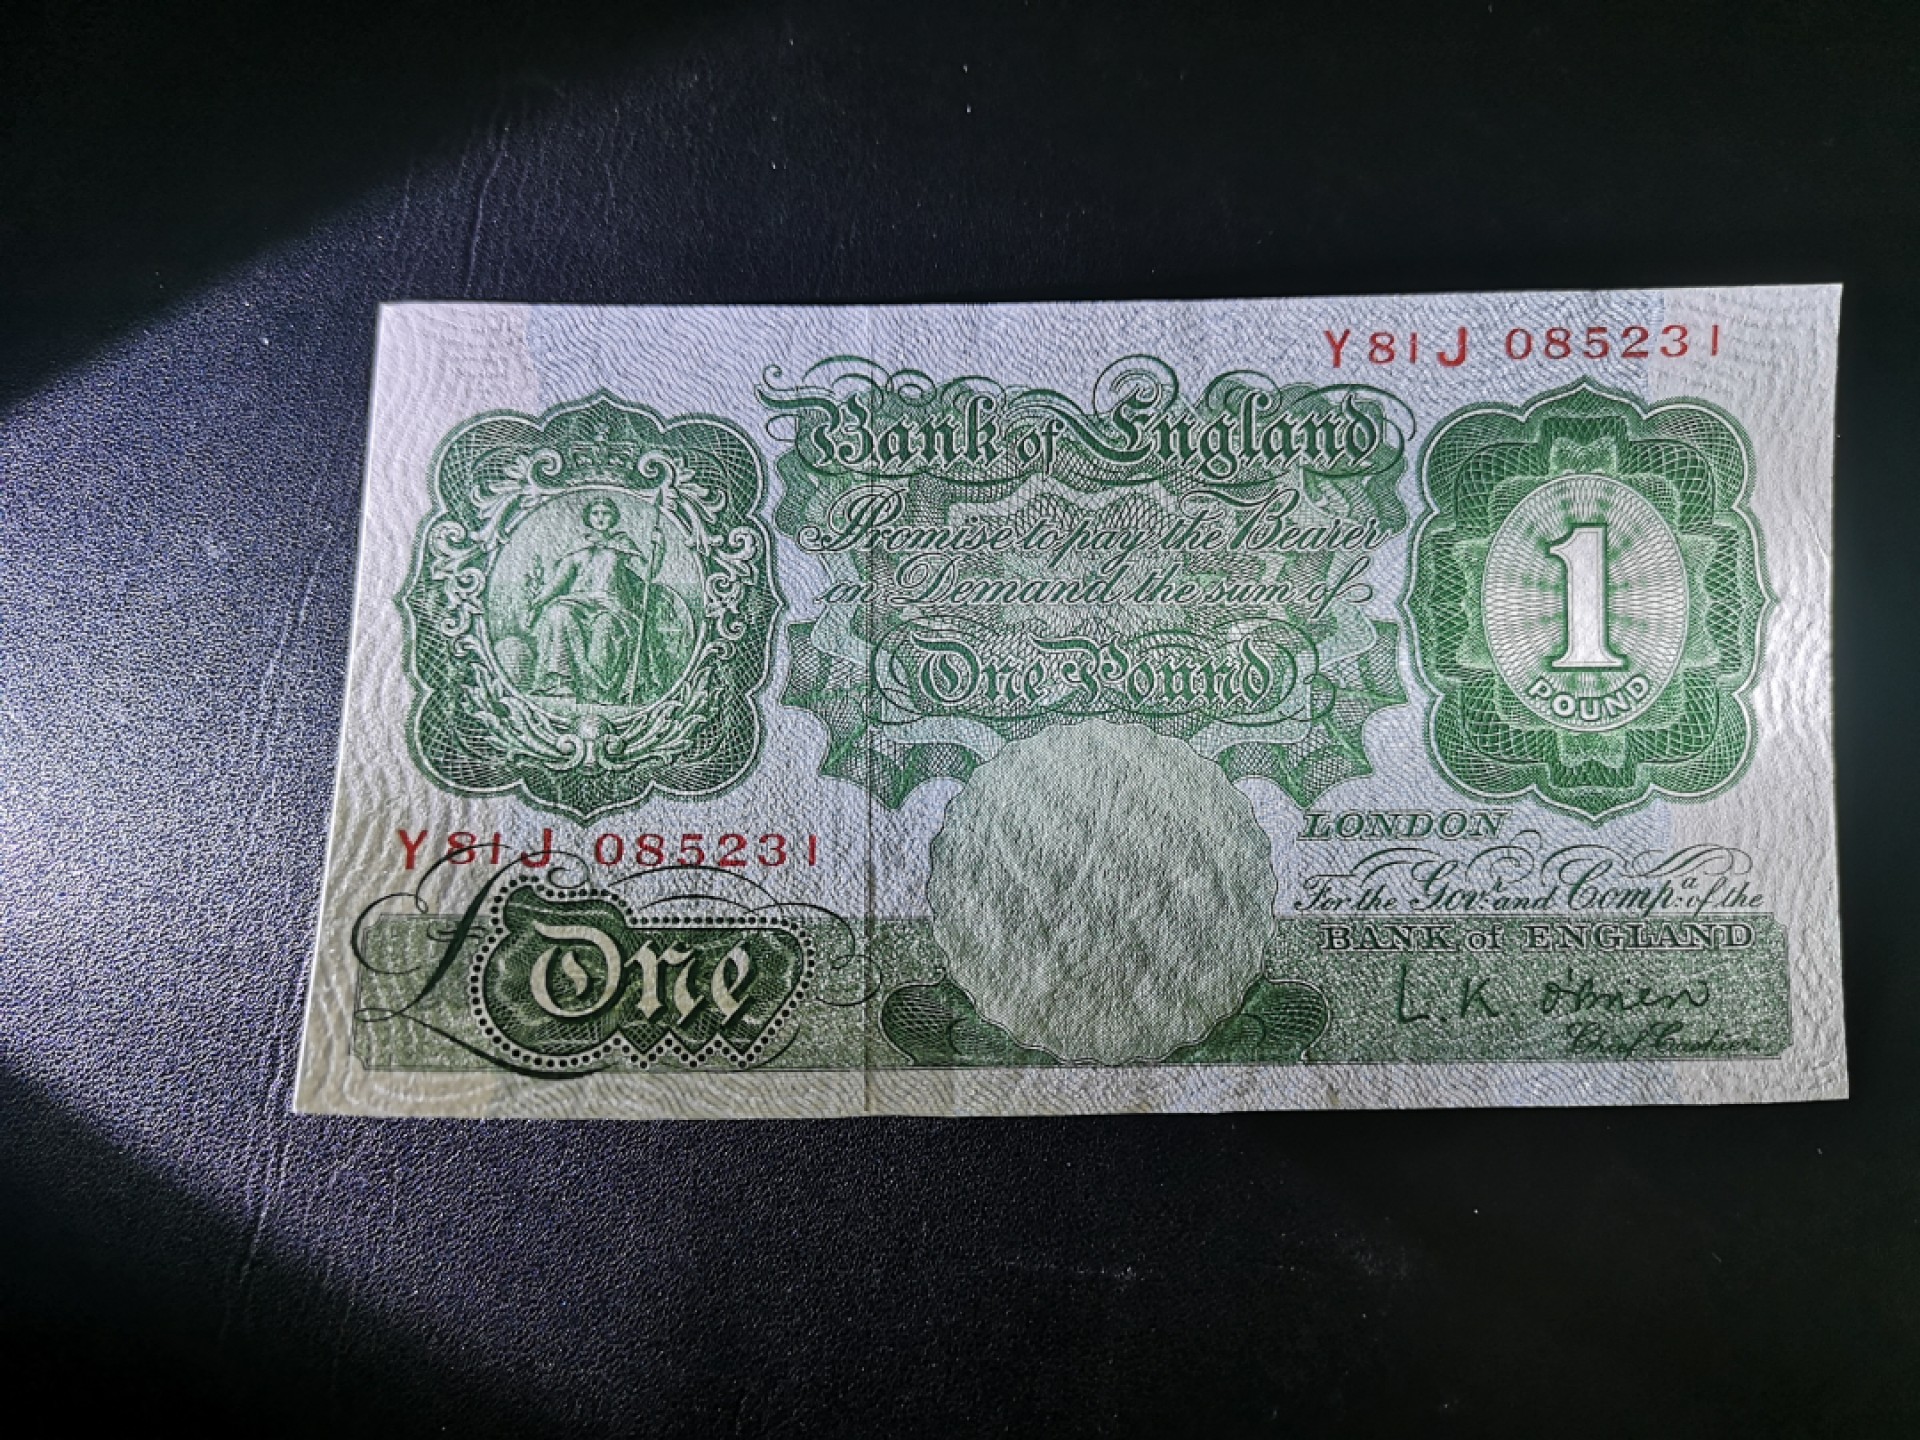 Y81J 085231
Bank of England
Promise to pay the Bearer
on Demand the sum of
One Pound
1
POUND
Y81J 085231
£One
LONDON
For the Govr: and Compa: of the
BANK of ENGLAND
L.K. O'Brien
Chief Cashier.